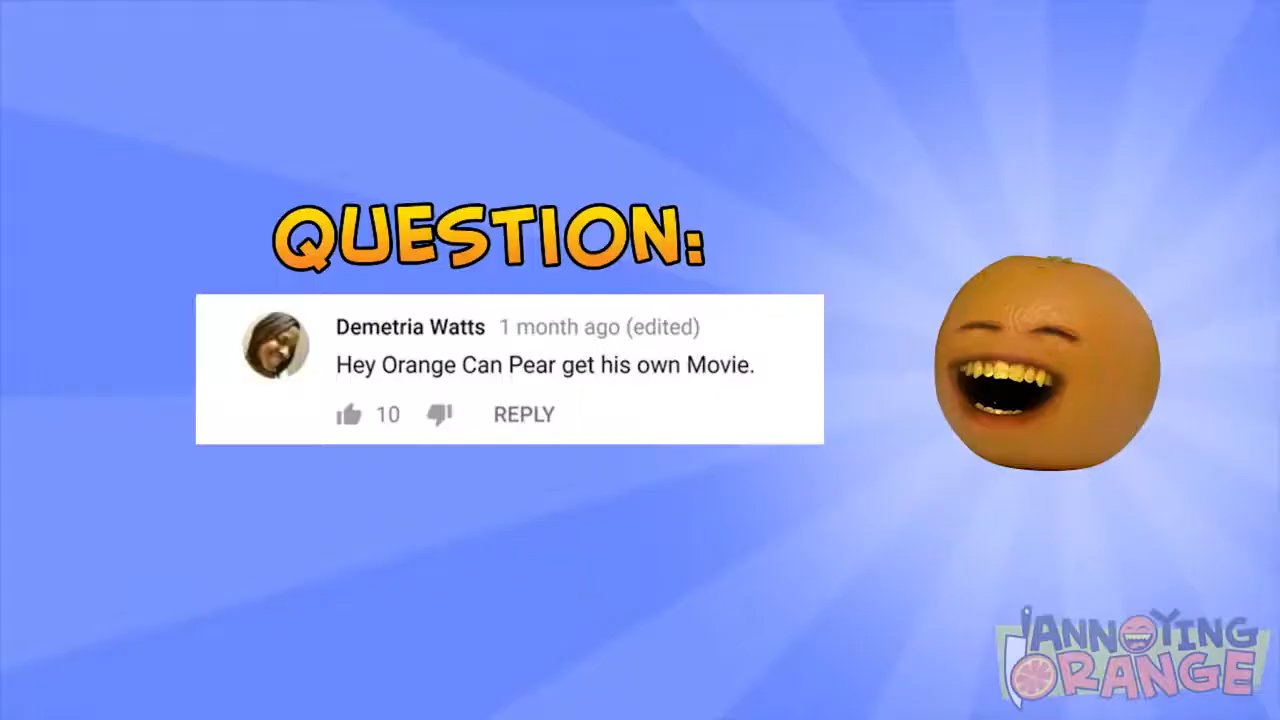 QUESTION:
Demetria Watts 1 month ago (edited)
Hey Orange Can Pear get his own Movie.
10 REPLY
ANNOYING
ORANGE